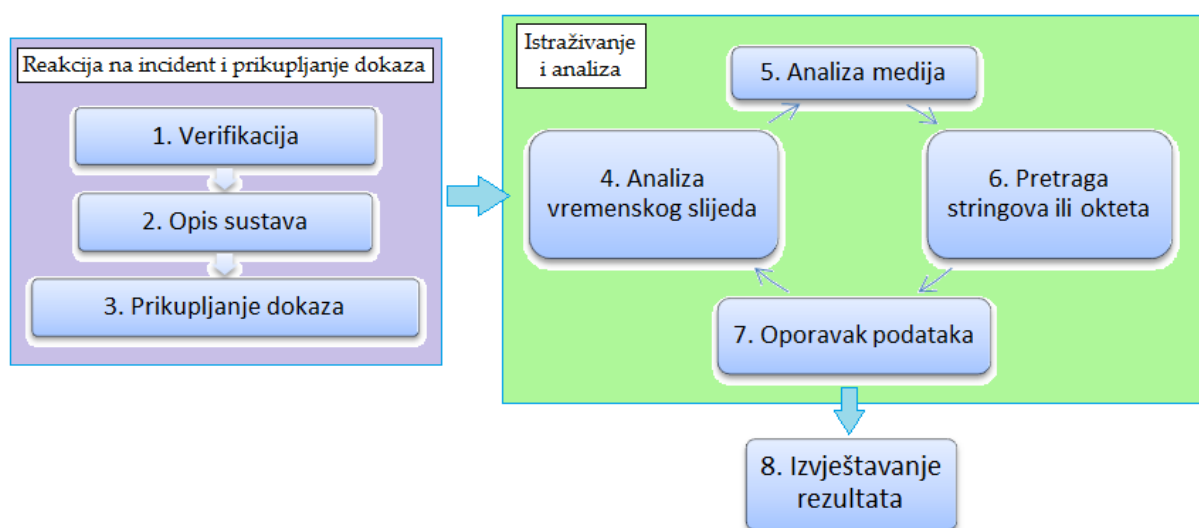 Reakcija na incident i prikupljanje dokaza
1. Verifikacija
2. Opis sustava
3. Prikupljanje dokaza
Istraživanje
i analiza
4. Analiza
vremenskog slijeda
5. Analiza medija
6. Pretraga
stringova ili okteta
7. Oporavak podataka
8. Izvještavanje
rezultata